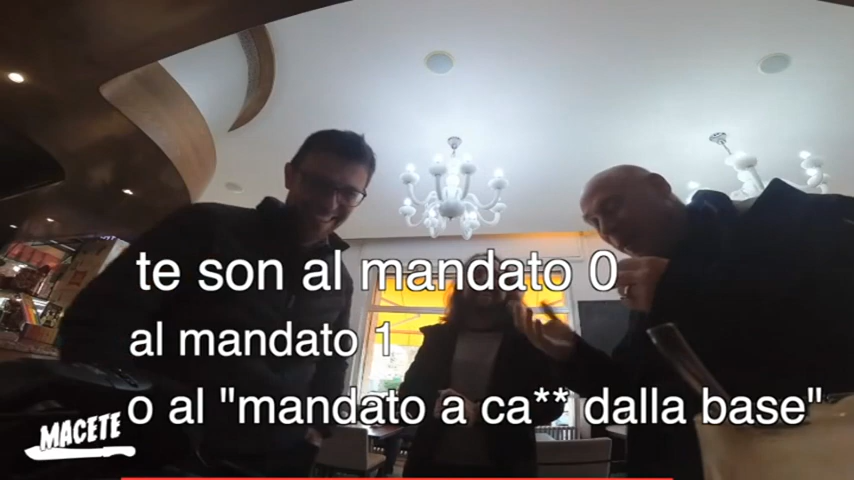 te son al mandato 0
al mandato 1
o al "mandato a ca** dalla base"
MACETE